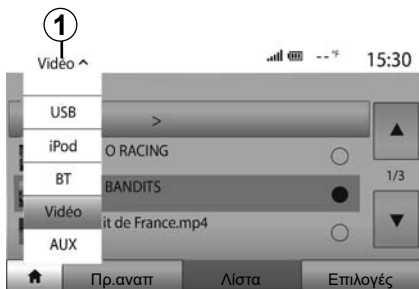 1
Vidéo ^ -- °F 15:30
USB
>
iPod O RACING
BT BANDITS 1/3
Vidéo it de France.mp4
AUX
Πρ.αναπ Λίστα Επιλογές